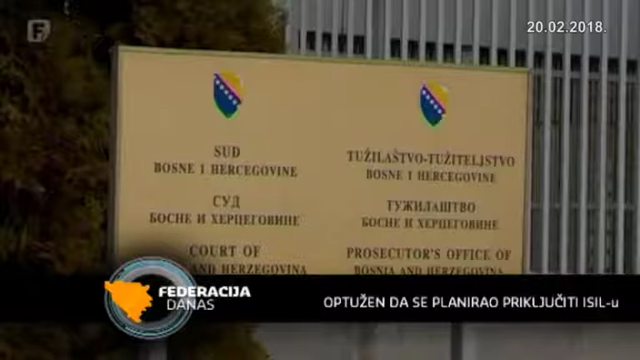 F
20.02.2018.
SUD
BOSNE I HERCEGOVINE
СУД
БОСНЕ И ХЕРЦЕГОВИНЕ
COURT OF
AND HERZEGOVINA
TUŽILAŠTVO-TUŽITELJSTVO
BOSNE I HERCEGOVINE
ТУЖИЛАШТВО
БОСНЕ И ХЕРЦЕГОВИНЕ
PROSECUTOR'S OFFICE OF
BOSNIA AND HERZEGOVINA
FEDERACIJA
DANAS
OPTUŽEN DA SE PLANIRAO PRIKLJUČITI ISIL-u